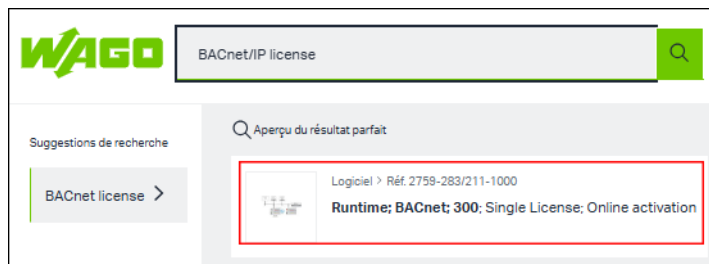 WAGO
BACnet/IP license
Suggestions de recherche
BACnet license
Aperçu du résultat parfait
Logiciel > Réf. 2759-283/211-1000
Runtime; BACnet; 300; Single License; Online activation